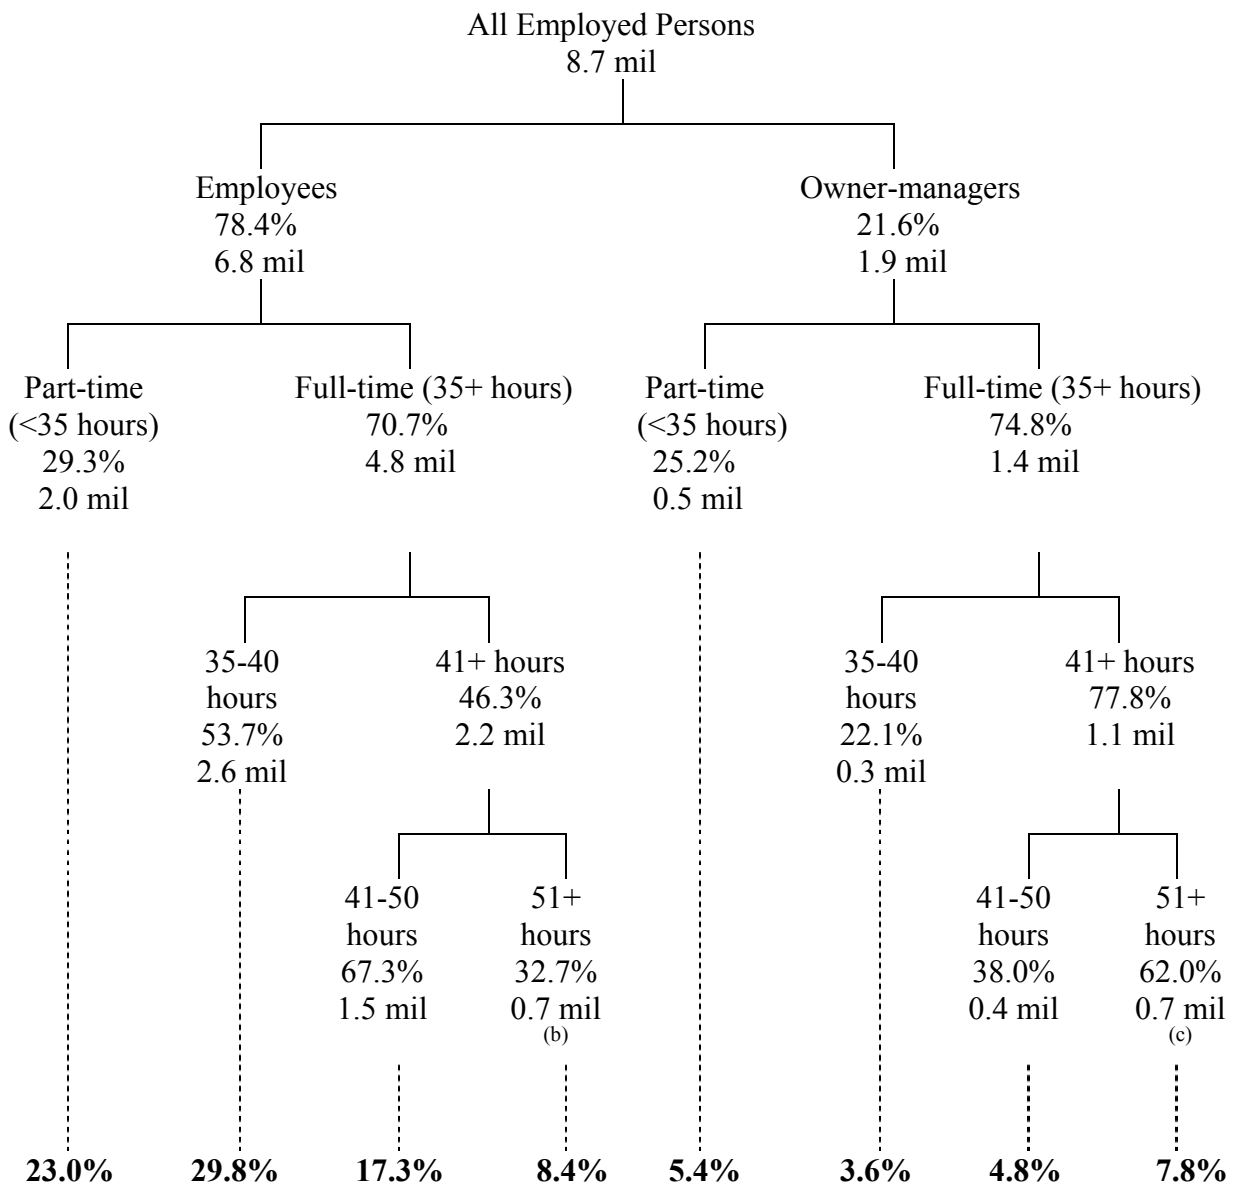 All Employed Persons
8.7 mil
Employees
78.4%
6.8 mil
Owner-managers
21.6%
1.9 mil
Part-time
(<35 hours)
29.3%
2.0 mil
Full-time (35+ hours)
70.7%
4.8 mil
Part-time
(<35 hours)
25.2%
0.5 mil
Full-time (35+ hours)
74.8%
1.4 mil
35-40
hours
53.7%
2.6 mil
41+ hours
46.3%
2.2 mil
35-40
hours
22.1%
0.3 mil
41+ hours
77.8%
1.1 mil
41-50
hours
67.3%
1.5 mil
51+
hours
32.7%
0.7 mil
(b)
41-50
hours
38.0%
0.4 mil
51+
hours
62.0%
0.7 mil
(c)
23.0% 29.8% 17.3% 8.4% 5.4% 3.6% 4.8% 7.8%